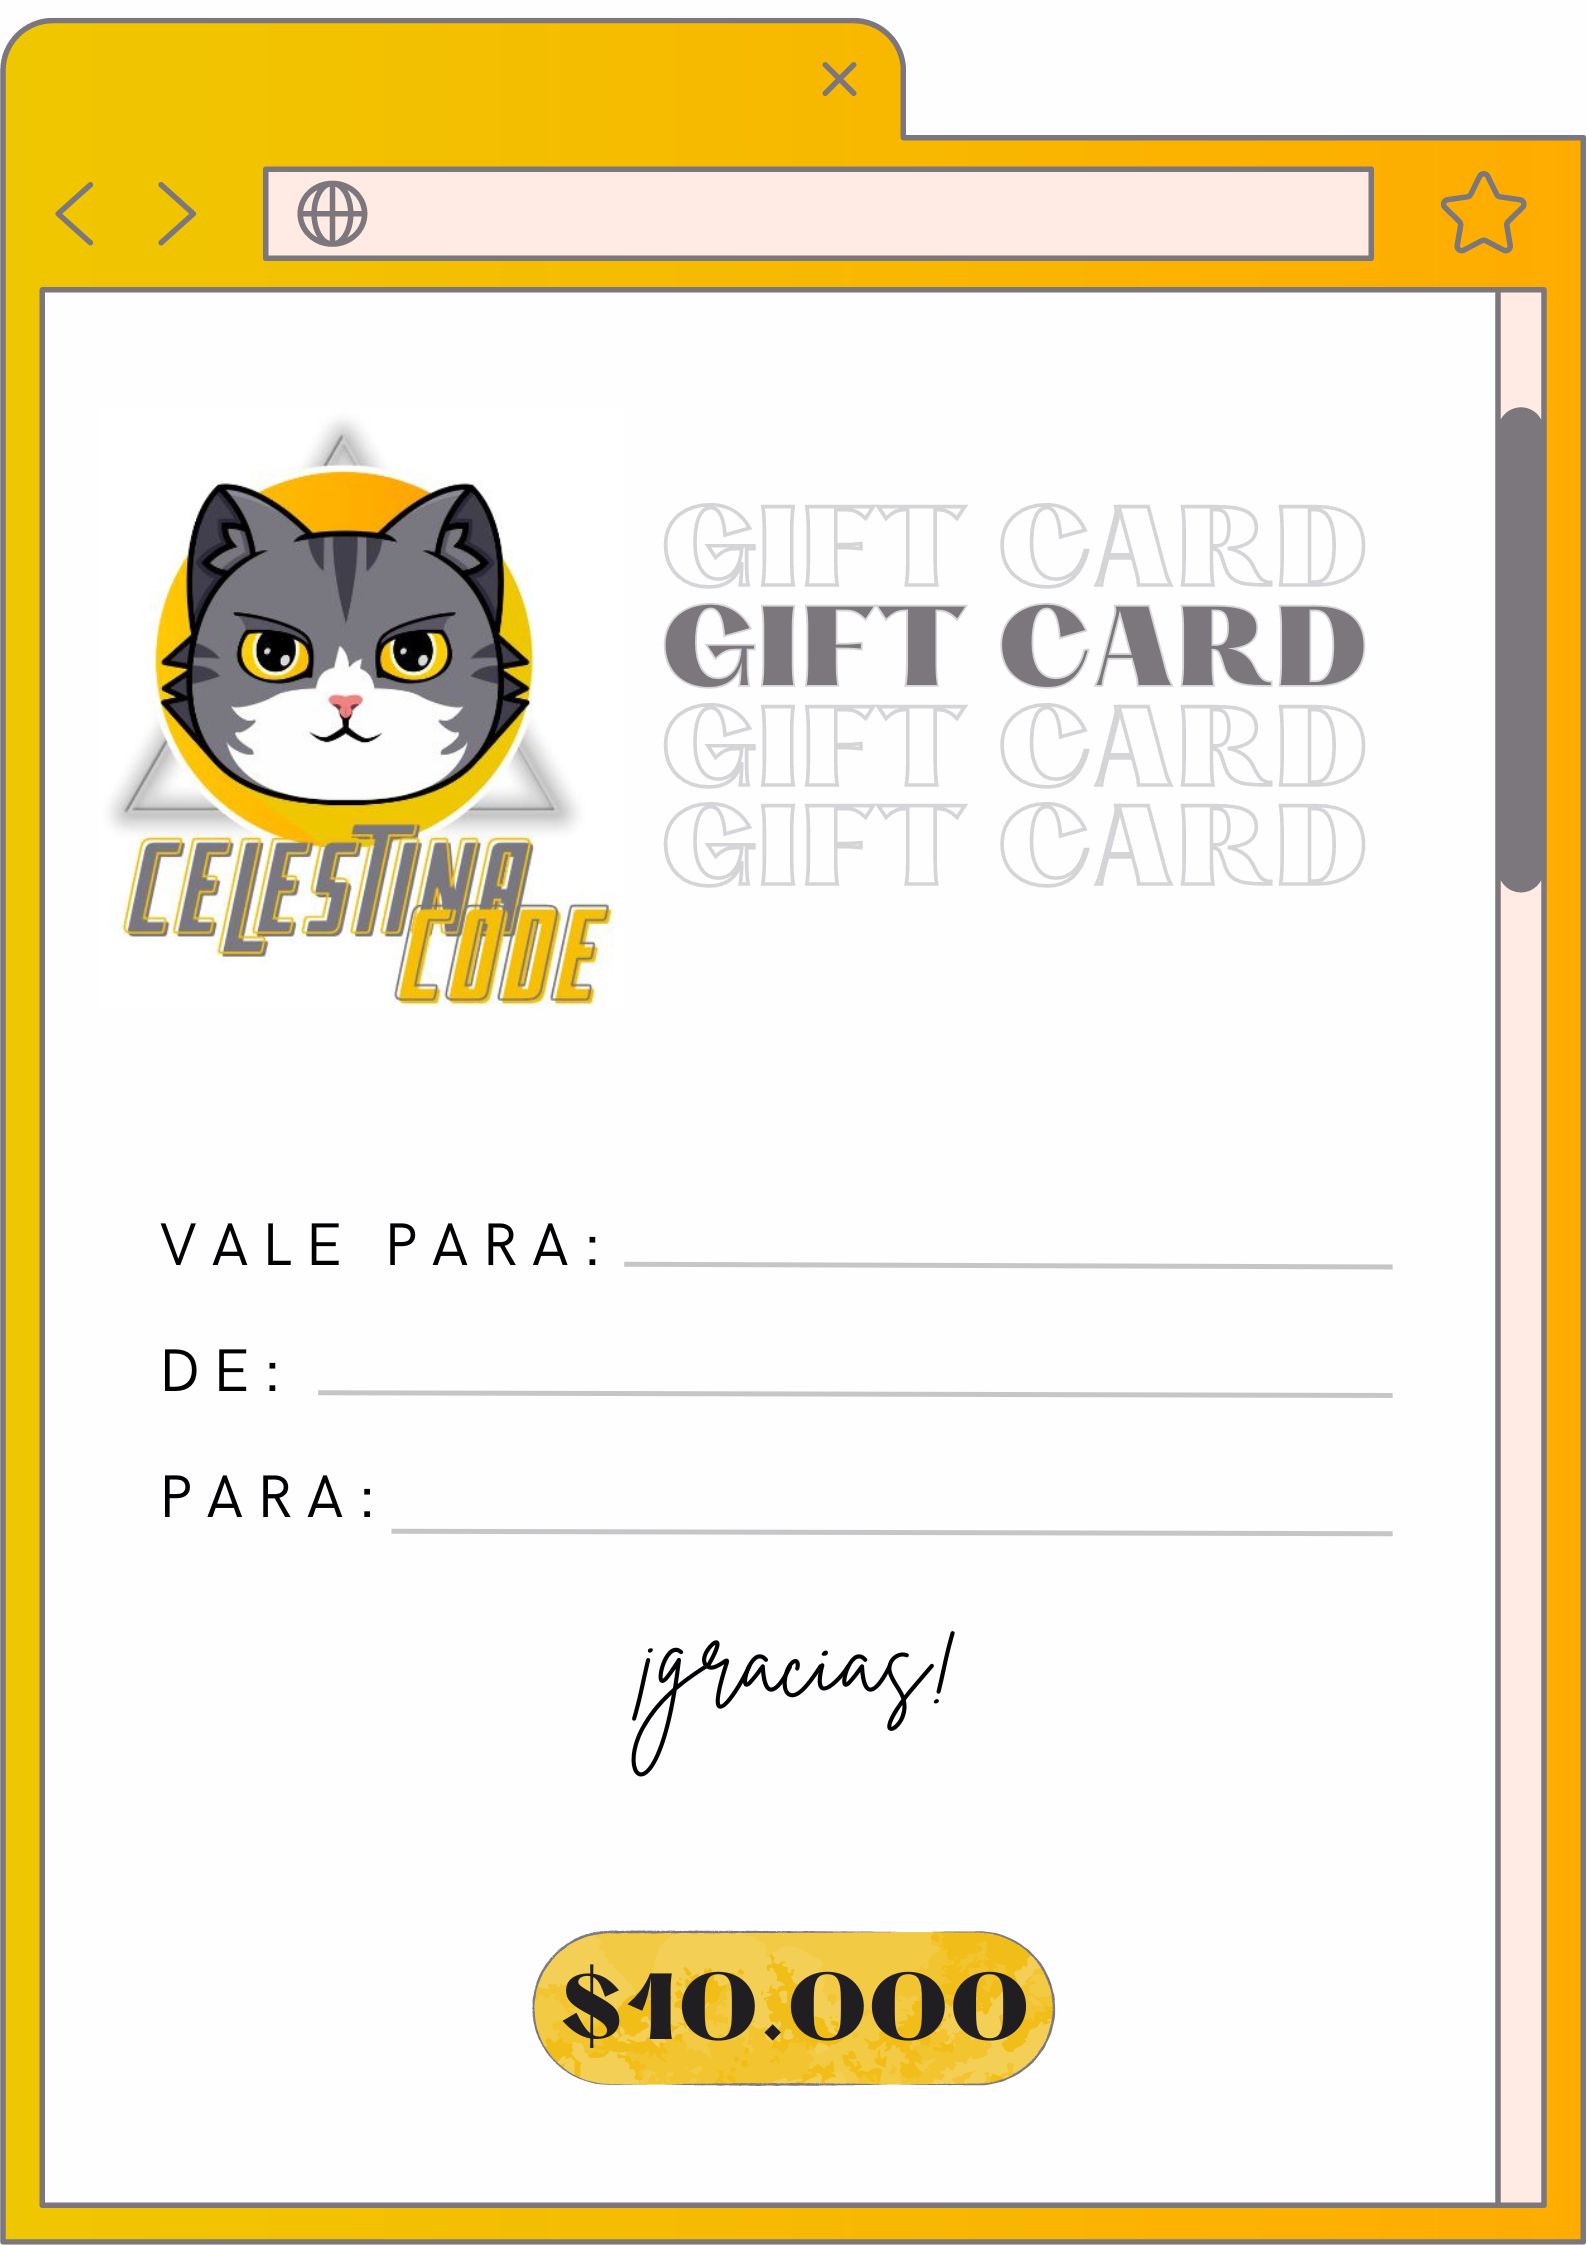 CELESTINA
CODE
GIFT CARD
GIFT CARD
GIFT CARD
GIFT CARD
VALE PARA:
DE:
PARA:
¡gracias!
$10.000